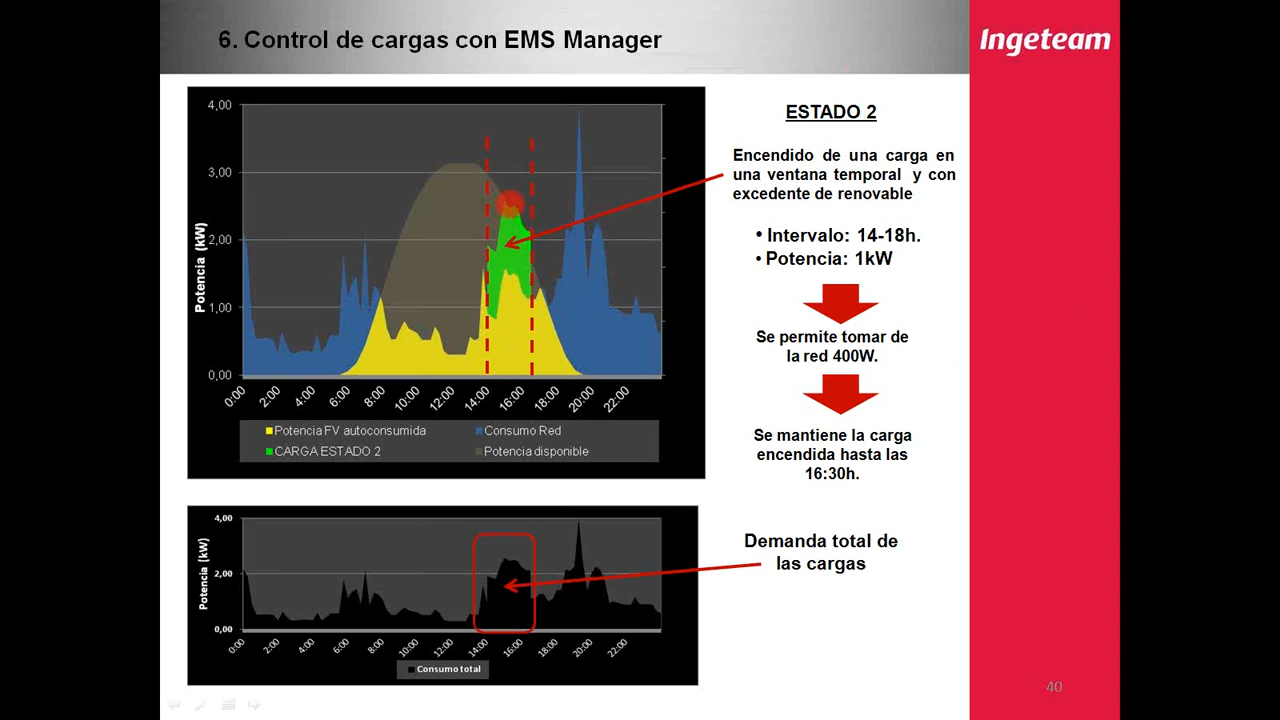 6. Control de cargas con EMS Manager
Ingeteam
4,00
3,00
2,00
1,00
0,00
Potencia (kW)
0:00
2:00
4:00
6:00
8:00
10:00
12:00
14:00
16:00
18:00
20:00
22:00
Potencia FV autoconsumida
Consumo Red
CARGA ESTADO 2
Potencia disponible
ESTADO 2
Encendido de una carga en
una ventana temporal y con
excedente de renovable
• Intervalo: 14-18h.
• Potencia: 1kW
Se permite tomar de
la red 400W.
Se mantiene la carga
encendida hasta las
16:30h.
4,00
2,00
0,00
Potencia (kW)
0:00
2:00
4:00
6:00
8:00
10:00
12:00
14:00
16:00
18:00
20:00
22:00
Consumo total
Demanda total de
las cargas
40